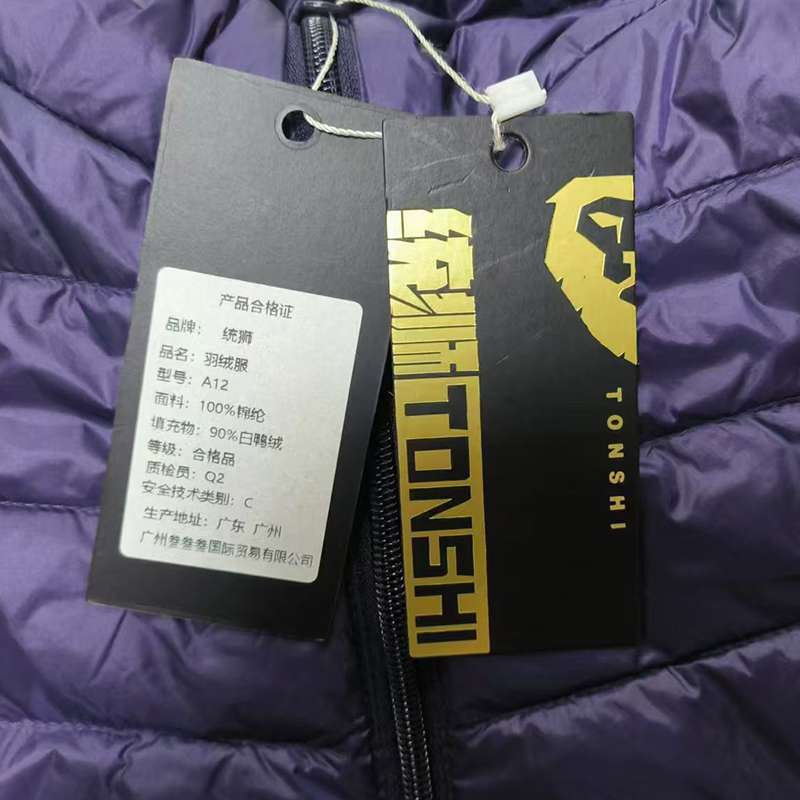 产品合格证
品牌： 统狮
品名：羽绒服
型号：A12
面料：100%棉纶
填充物：90%白鸭绒
等级：合格品
质检员：Q2
安全技术类别：C
生产地址：广东 广州
广州叁叁叁国际贸易有限公司
统狮TONSHI
TONSHI